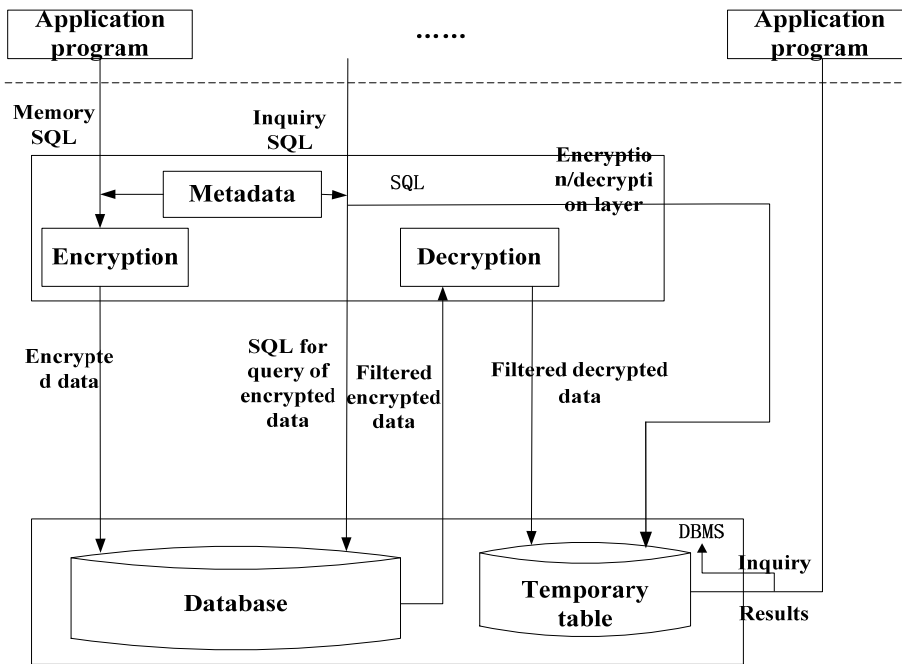 Application
program
……
Application
program
Memory
SQL
Inquiry
SQL
Encryptio
n/decrypti
on layer
Metadata
SQL
Encryption
Decryption
Encrypte
d data
SQL for
query of
encrypted
data
Filtered
encrypted
data
Filtered decrypted
data
DBMS
Inquiry
Results
Database
Temporary
table